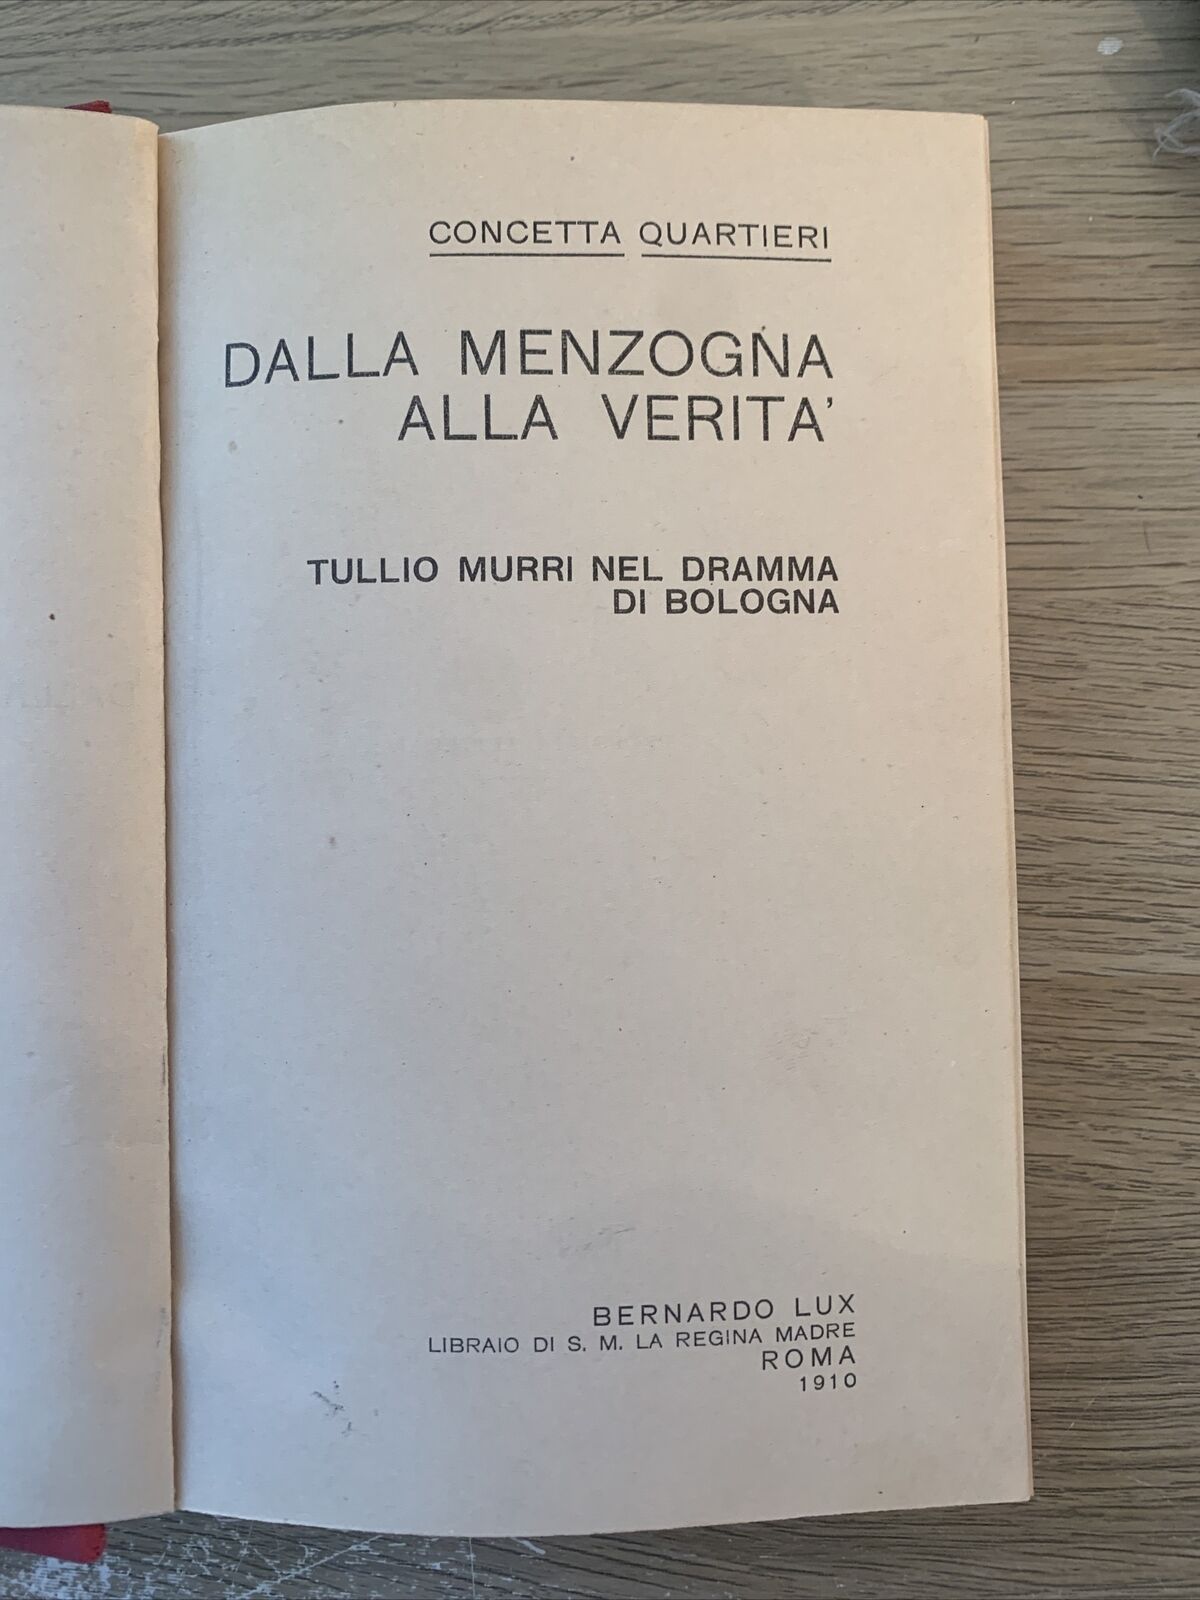 CONCETTA QUARTIERI
DALLA MENZOGNA
ALLA VERITA'
TULLIO MURRI NEL DRAMMA
DI BOLOGNA
BERNARDO LUX
LIBRAIO DI S. M. LA REGINA MADRE
ROMA
1910